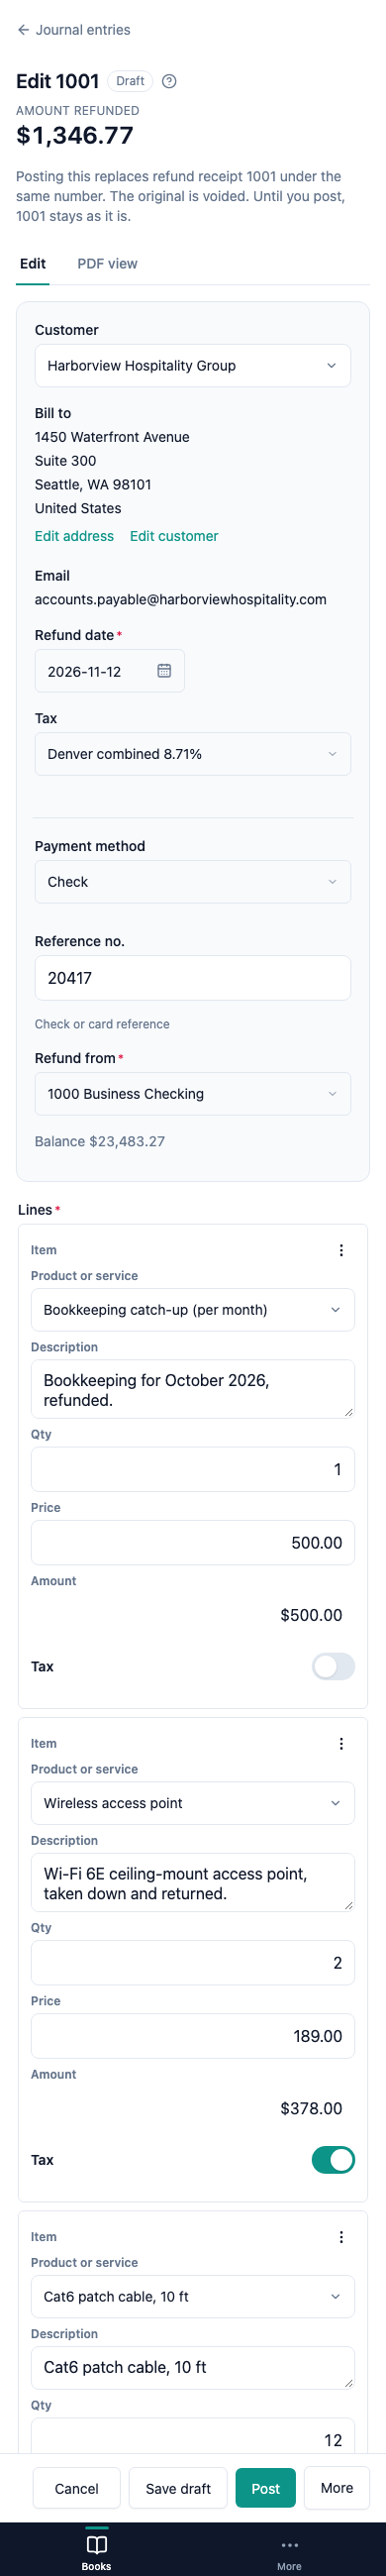 Journal entries
Edit 1001 Draft
AMOUNT REFUNDED
$1,346.77
Posting this replaces refund receipt 1001 under the
same number. The original is voided. Until you post,
1001 stays as it is.
Edit PDF view
Customer
Harborview Hospitality Group
Bill to
1450 Waterfront Avenue
Suite 300
Seattle, WA 98101
United States
Edit address Edit customer
Email
accounts.payable@harborviewhospitality.com
Refund date*
2026-11-12
Tax
Denver combined 8.71%
Payment method
Check
Reference no.
20417
Check or card reference
Refund from*
1000 Business Checking
Balance $23,483.27
Lines*
Item
Product or service
Bookkeeping catch-up (per month)
Description
Bookkeeping for October 2026,
refunded.
Qty
1
Price
500.00
Amount
$500.00
Tax
Item
Product or service
Wireless access point
Description
Wi-Fi 6E ceiling-mount access point,
taken down and returned.
Qty
2
Price
189.00
Amount
$378.00
Tax
Item
Product or service
Cat6 patch cable, 10 ft
Description
Cat6 patch cable, 10 ft
Qty
12
Cancel Save draft Post More
Books More